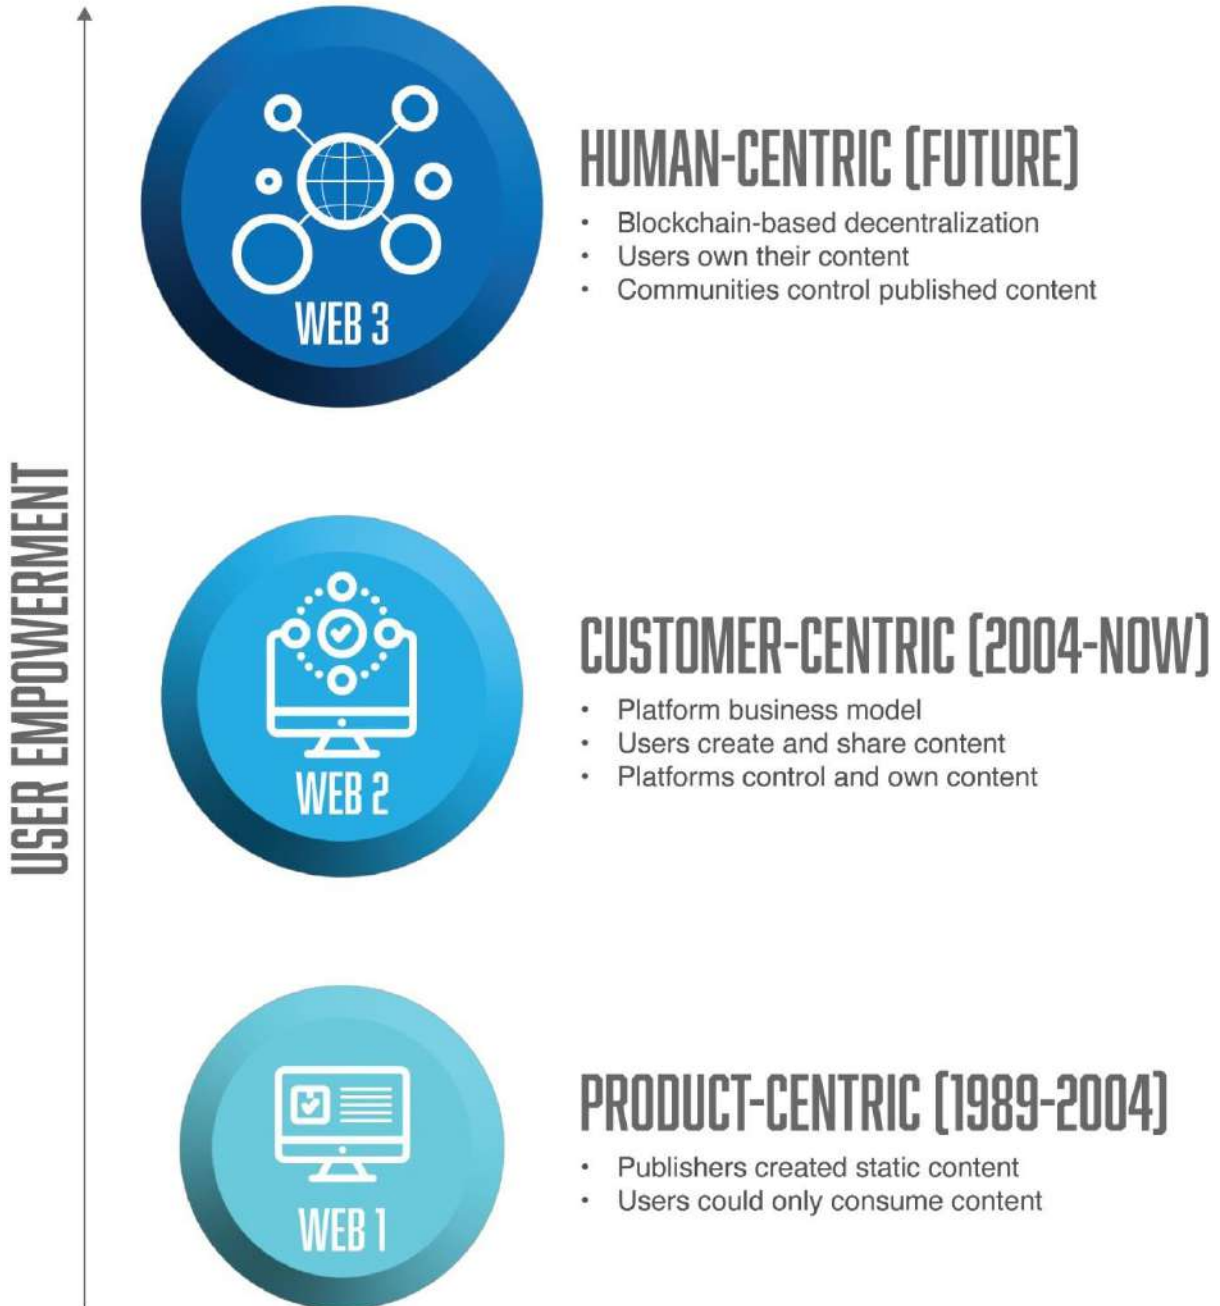 HUMAN-CENTRIC (FUTURE)
• Blockchain-based decentralization
• Users own their content
• Communities control published content
WEB 3
USER EMPOWERMENT
CUSTOMER-CENTRIC (2004-NOW)
• Platform business model
• Users create and share content
• Platforms control and own content
WEB 2
PRODUCT-CENTRIC (1989-2004)
• Publishers created static content
• Users could only consume content
WEB 1